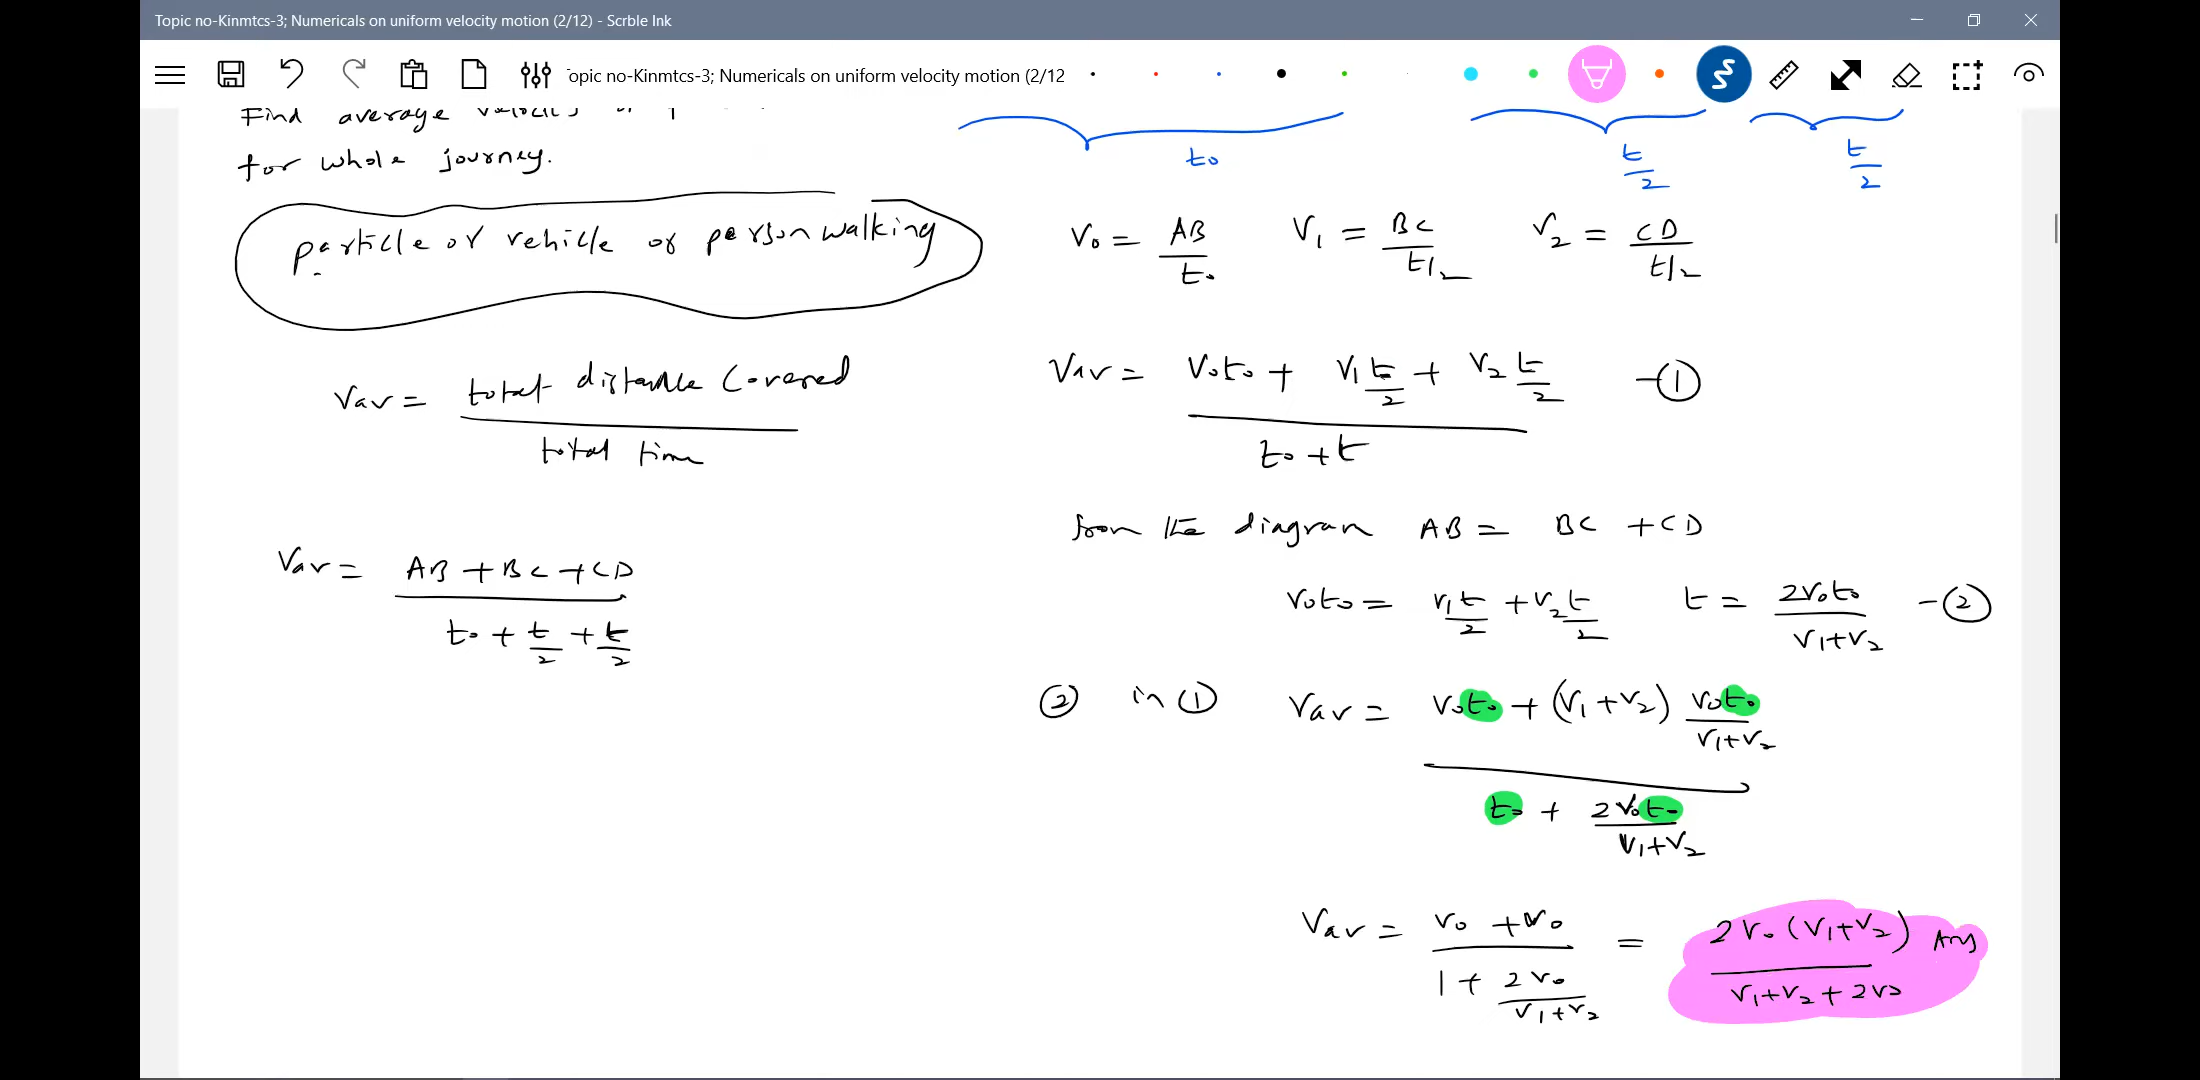 Topic no-Kinmtcs-3; Numericals on uniform velocity motion (2/12) - Scrble Ink
opic no-Kinmtcs-3; Numericals on uniform velocity motion (2/12
Find average
for whole journey.
particle or vehicle or person walking
Vav = total distance covered / total time
Vav = AB + BC + CD / t0 + t/2 + t/2
t0 t/2 t/2
V0 = AB/t0 V1 = BC/t/2 V2 = CD/t/2
Vav = V0t0 + V1 t/2 + V2 t/2 / t0 + t -①
from the diagram AB = BC + CD
V0t0 = V1t/2 + V2t/2 t = 2V0t0/V1+V2 -②
② in ① Vav = V0t0 + (V1+V2) V0t0/V1+V2 / t0 + 2V0t0/V1+V2
Vav = V0 + V0 / 1 + 2V0/V1+V2 = 2V0(V1+V2) / V1+V2+2V0 Ans